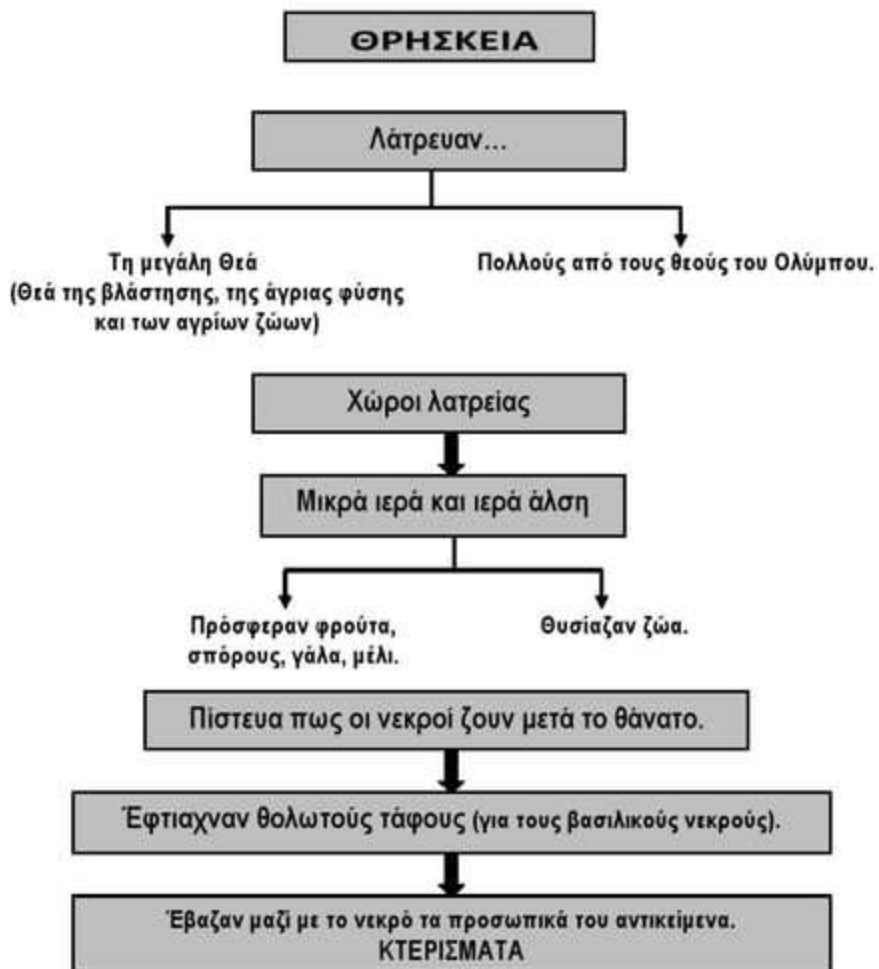 ΘΡΗΣΚΕΙΑ
Λάτρευαν...
Τη μεγάλη Θεά
(Θεά της βλάστησης, της άγριας φύσης
και των αγρίων ζώων)
Πολλούς από τους θεούς του Ολύμπου.
Χώροι λατρείας
Μικρά ιερά και ιερά άλση
Πρόσφεραν φρούτα,
σπόρους, γάλα, μέλι.
Θυσίαζαν ζώα.
Πίστευα πως οι νεκροί ζουν μετά το θάνατο.
Έφτιαχναν θολωτούς τάφους (για τους βασιλικούς νεκρούς).
Έβαζαν μαζί με το νεκρό τα προσωπικά του αντικείμενα.
ΚΤΕΡΙΣΜΑΤΑ